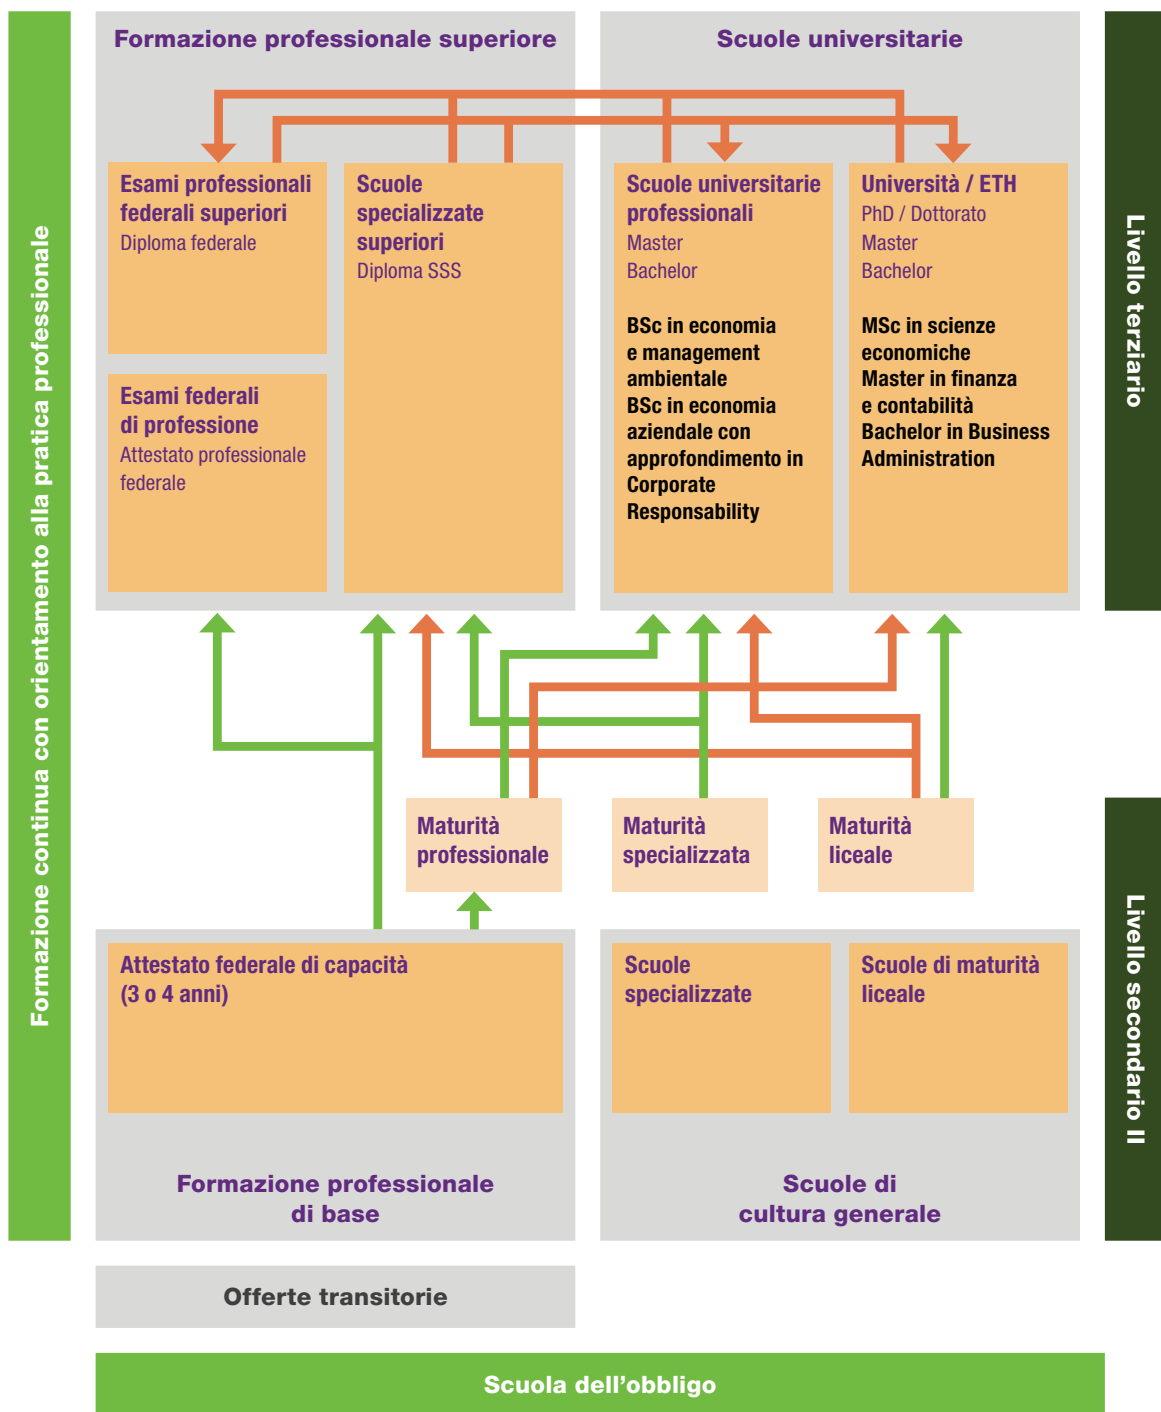 Formazione continua con orientamento alla pratica professionale
Formazione professionale superiore
Esami professionali
federali superiori
Diploma federale
Esami federali
di professione
Attestato professionale
federale
Scuole
specializzate
superiori
Diploma SSS
Scuole universitarie
Scuole universitarie
professionali
Master
Bachelor
BSc in economia
e management
ambientale
BSc in economia
aziendale con
approfondimento in
Corporate
Responsability
Università / ETH
PhD / Dottorato
Master
Bachelor
MSc in scienze
economiche
Master in finanza
e contabilità
Bachelor in Business
Administration
Livello terziario
Maturità
professionale
Maturità
specializzata
Maturità
liceale
Attestato federale di capacità
(3 o 4 anni)
Formazione professionale
di base
Scuole
specializzate
Scuole di maturità
liceale
Scuole di
cultura generale
Livello secondario II
Offerte transitorie
Scuola dell’obbligo